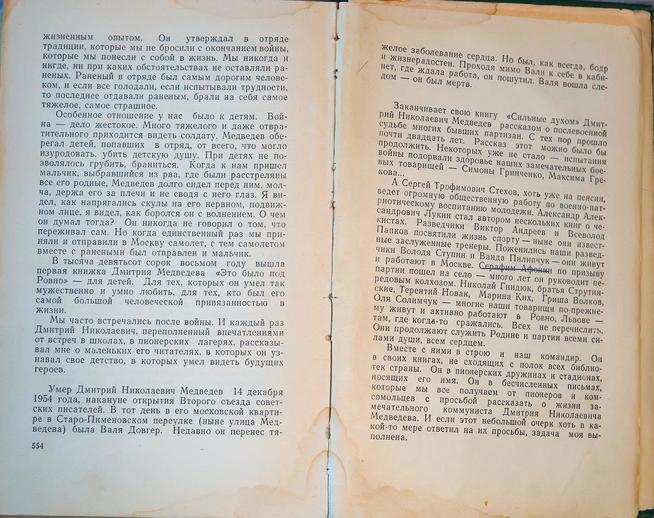 жизненным опытом. Он утверждал в отряде
традиции, которые мы не бросили с окончанием войны,
которые мы понесли с собой в жизнь. Мы никогда и
нигде, ни при каких обстоятельствах не оставляли ра-
неных. Раненый в отряде был самым дорогим челове-
ком, и если все голодали, если испытывали трудности,
то последнее отдавали раненым, брали на себя самое
тяжелое, самое страшное.
Особенное отношение у нас было к детям. Вой-
на — дело жестокое. Много тяжелого и даже отвра-
тительного приходится видеть солдату. Медведев обе-
регал детей, попавших в отряд, от всего, что могло
изуродовать, убить детскую душу. При детях не по-
зволялось грубить, браниться. Когда к нам пришел
мальчик, выбравшийся из рва, где были расстреляны
все его родные, Медведев долго сидел перед ним, мол-
ча, держа его за плечи и не сводя с него глаз. Я ви-
дел, как напрягались скулы на его нервном, подвиж-
ном лице, я видел, как боролся он с волнением. О чем
он думал тогда? Он никогда не говорил о том, что
переживал сам. Но когда единственный раз мы при-
няли и отправили в Москву самолет, с тем самолетом
вместе с ранеными был отправлен и мальчик.
В тысяча девятьсот сорок восьмом году вышла
первая книжка Дмитрия Медведева «Это было под
Ровно» — для детей. Для тех, которых он умел так
мужественно и умно любить, для тех, кто был его
самой большой человеческой привязанностью в
жизни.
Мы часто встречались после войны. И каждый раз
Дмитрий Николаевич, переполненный впечатлениями
от встреч в школах, в пионерских лагерях, рассказы-
вал мне о маленьких его читателях, в которых он уз-
навал свое детство, в которых умел видеть будущих
героев.
Умер Дмитрий Николаевич Медведев 14 декабря
1954 года, накануне открытия Второго съезда совет-
ских писателей. В тот день в его московской кварти-
ре в Старо-Пименовском переулке (ныне улица Мед-
ведева) была Валя Довгер. Недавно он перенес тя-
554
желое заболевание сердца. Но был, как всегда, бодр
и жизнерадостен. Проходя мимо Вали к себе в каби-
нет, где ждала работа, он пошутил. Валя вошла сле-
дом — он был мертв.
Заканчивает свою книгу «Сильные духом» Дмит-
рий Николаевич Медведев рассказом о послевоенной
судьбе многих бывших партизан. С тех пор прошло
почти двадцать лет. Рассказ этот можно было бы
продолжить. Некоторых уже не стало — испытания
войны подорвали здоровье наших замечательных бое-
вых товарищей — Симоны Гринченко, Максима Гре-
кова...
А Сергей Трофимович Стехов, хоть уже на пенсии,
ведет огромную общественную работу по военно-пат-
риотическому воспитанию молодежи. Александр Алек-
сандрович Лукин стал автором нескольких книг о че-
кистах. Разведчики Виктор Андреев и Всеволод
Папков посвятили жизнь спорту — ныне они извест-
ные заслуженные тренеры. Поженились наши развед-
чики Володя Ступин и Ванда Пилипчук — они живут
и работают в Москве. Серафим Афонин по призыву
партии пошел на село — много лет он руководит пе-
редовым колхозом. Николай Гнидюк, братья Струтин-
ские, Терентий Новак, Марина Ких, Гриша Волков,
Оля Солимчук — многие наши товарищи по-прежне-
му живут и активно работают в Ровно, Львове —
там, где когда-то сражались. Всех не перечислить.
Они продолжают служить Родине и партии всеми си-
лами души, всем сердцем.
Вместе с ними в строю и наш командир. Он
в своих книгах, не сходящих с полок всех библио-
тек страны. Он в пионерских дружинах и стадионах,
носящих его имя. Он в бесчисленных письмах,
которые мы все получаем от пионеров и ком-
сомольцев с просьбой рассказать о жизни за-
мечательного коммуниста Дмитрия Николаевича
Медведева. И если этот небольшой очерк хоть в ка-
кой-то мере ответил на их просьбы, задача моя вы-
полнена.